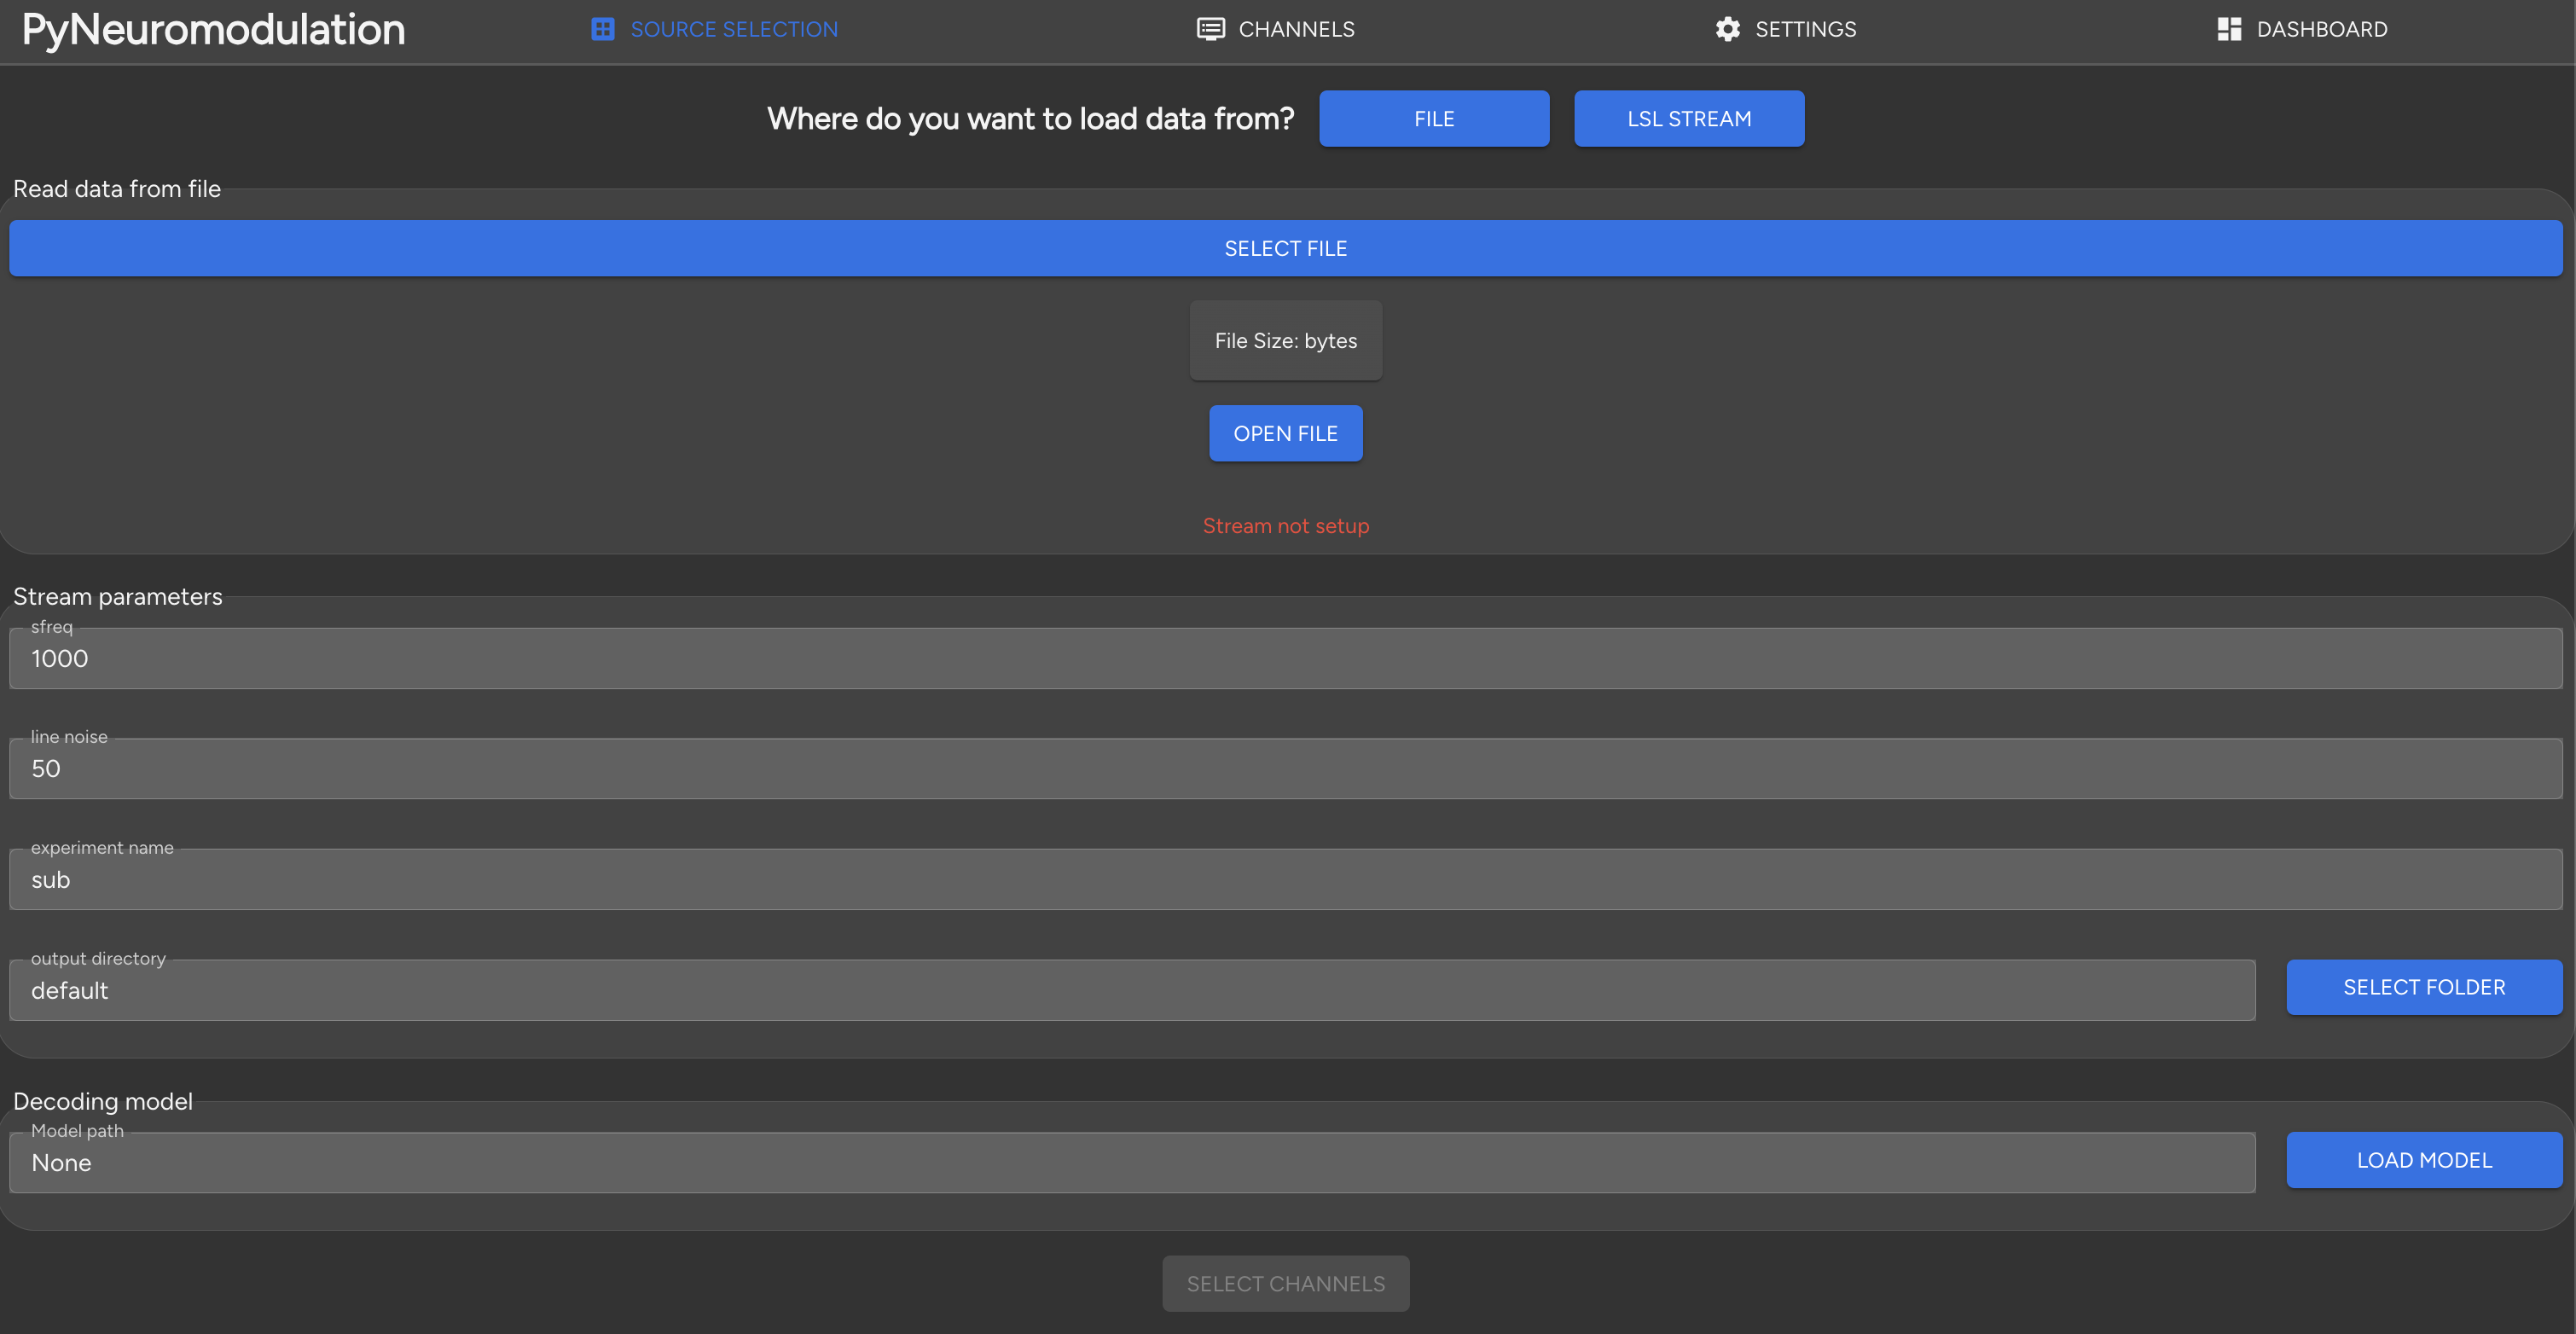 PyNeuromodulation
SOURCE SELECTION
CHANNELS
SETTINGS
DASHBOARD
Where do you want to load data from?
FILE
LSL STREAM
Read data from file
SELECT FILE
File Size: bytes
OPEN FILE
Stream not setup
Stream parameters
sfreq
1000
line noise
50
experiment name
sub
output directory
default
SELECT FOLDER
Decoding model
Model path
None
LOAD MODEL
SELECT CHANNELS